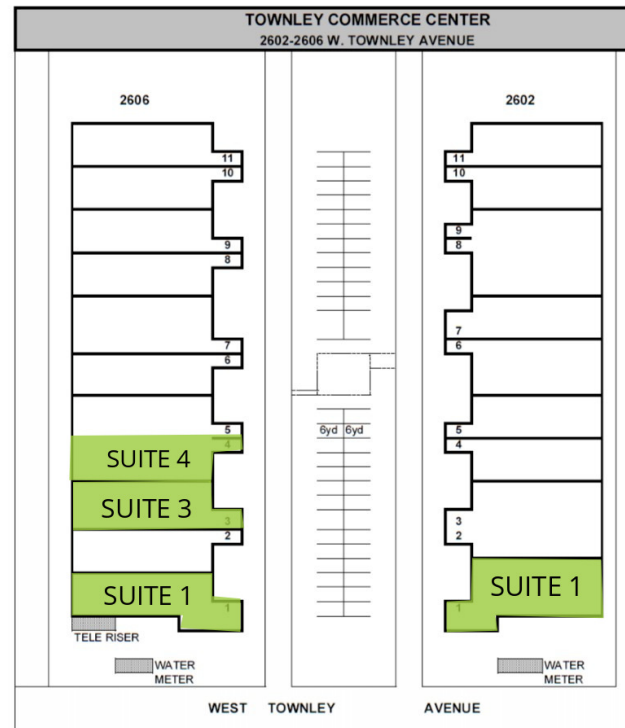 TOWNLEY COMMERCE CENTER
2602-2606 W. TOWNLEY AVENUE
2606
2602
11
10
9
8
7
6
5
4
SUITE 4
SUITE 3
3
2
SUITE 1
1
TELE RISER
WATER
METER
6yd 6yd
11
10
9
8
7
6
5
4
3
2
SUITE 1
1
WATER
METER
WEST TOWNLEY AVENUE